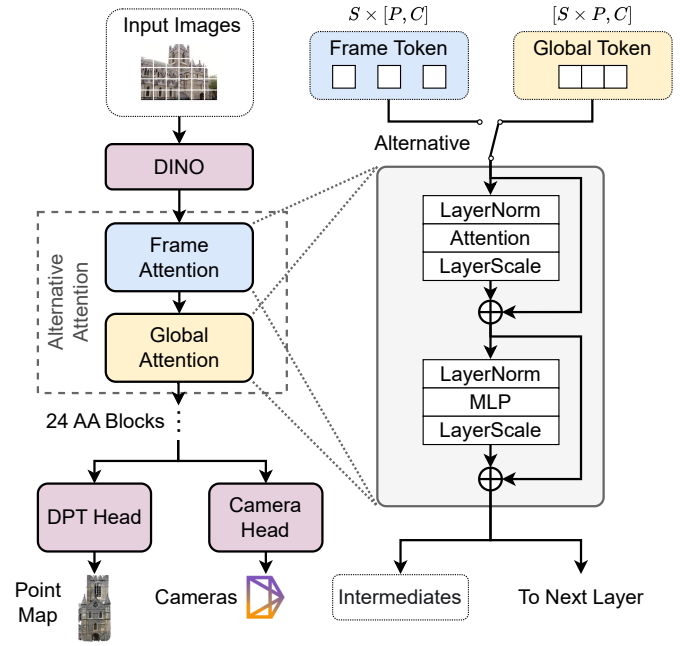 Input Images
DINO
Alternative
Attention
Frame
Attention
Global
Attention
24 AA Blocks
DPT Head
Camera
Head
Point
Map
Cameras
S × [P, C]
[S × P, C]
Frame Token
Global Token
Alternative
LayerNorm
Attention
LayerScale
LayerNorm
MLP
LayerScale
Intermediates
To Next Layer